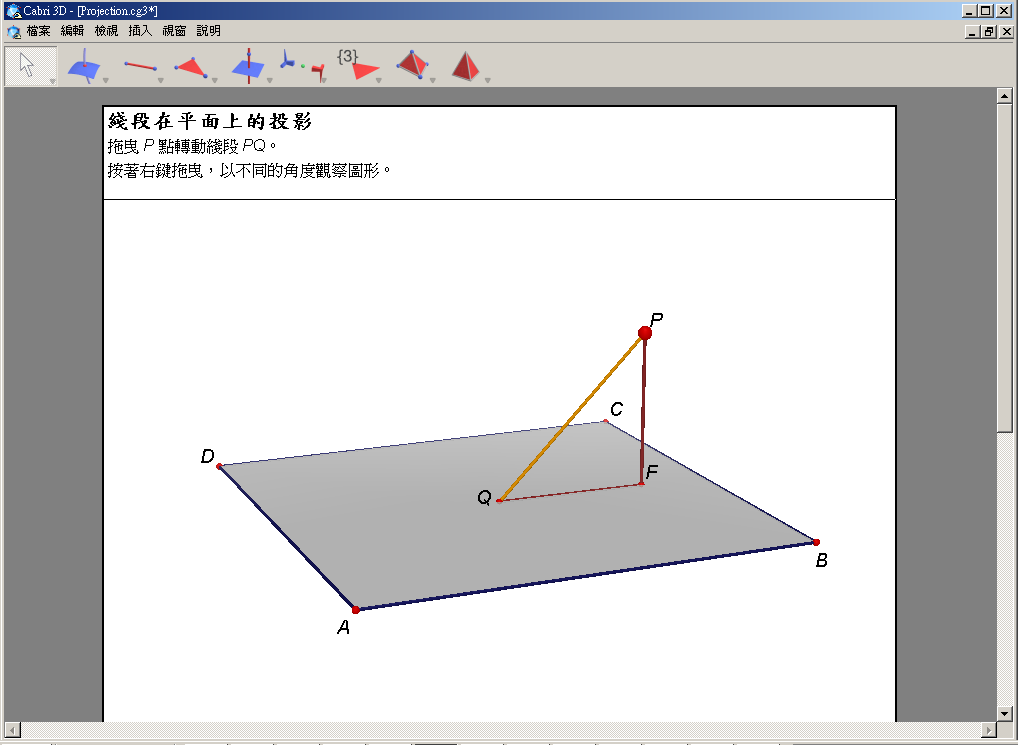 Cabri 3D - [Projection.cg3*]
檔案 編輯 檢視 插入 視窗 說明
{3}
綫段在平面上的投影
拖曳 P 點轉動綫段 PQ。
按著右鍵拖曳，以不同的角度觀察圖形。
P
C
D
F
Q
B
A